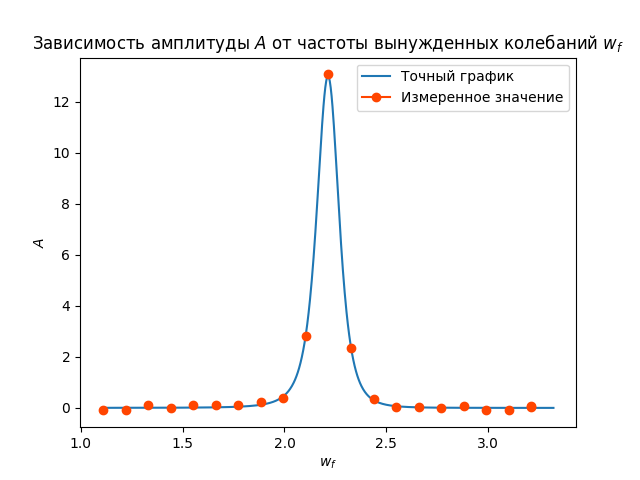 Зависимость амплитуды A от частоты вынужденных колебаний w_f
Точный график
Измеренное значение
12
10
8
6
4
2
0
A
1.0 1.5 2.0 2.5 3.0
w_f